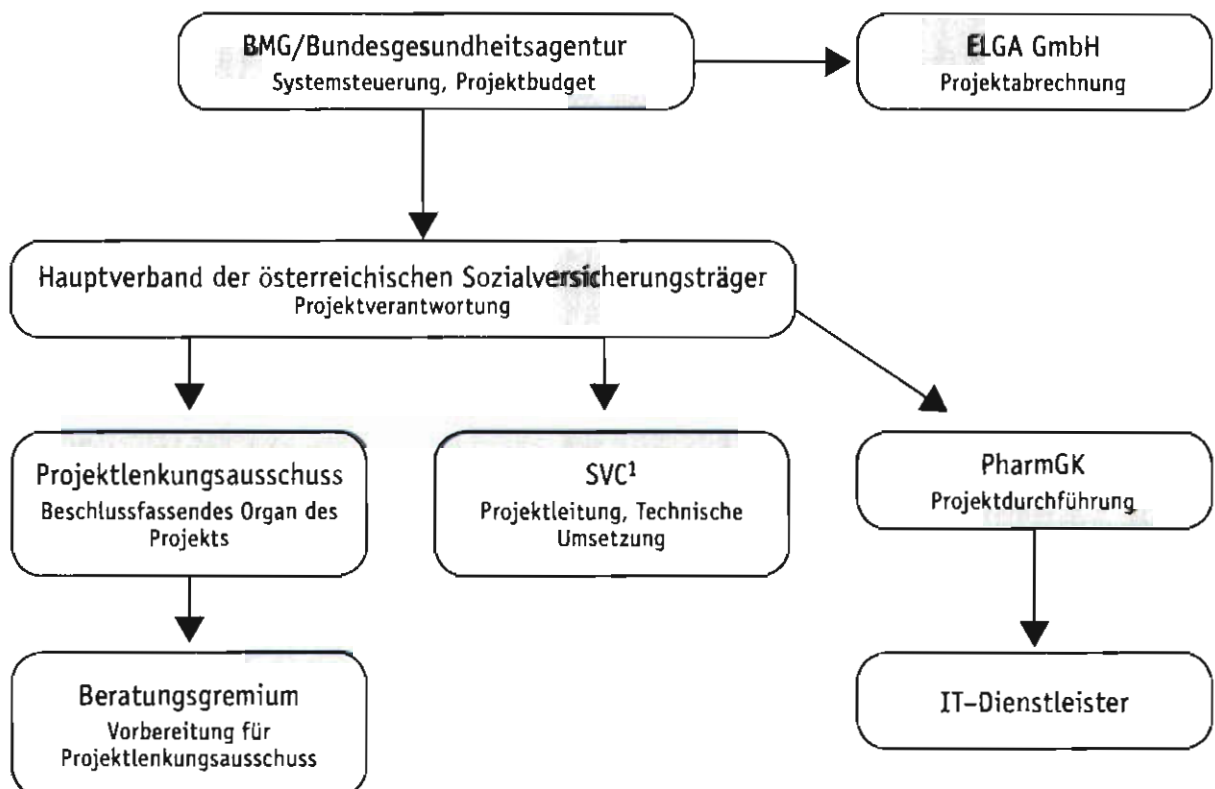 BMG/Bundesgesundheitsagentur
Systemsteuerung, Projektbudget
ELGA GmbH
Projektabrechnung
Hauptverband der österreichischen Sozialversicherungsträger
Projektverantwortung
Projektlenkungsausschuss
Beschlussfassendes Organ des
Projekts
SVC¹
Projektleitung, Technische
Umsetzung
PharmGK
Projektdurchführung
Beratungsgremium
Vorbereitung für
Projektlenkungsausschuss
IT–Dienstleister